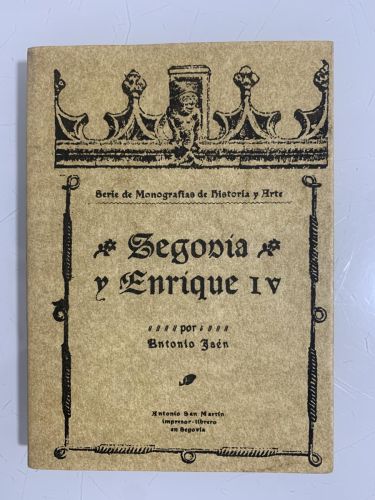 Serie de Monografías de Historia y Arte
Segovia
y Enrique IV
por
Antonio Jaén
Antonio San Martín
impresor-librero
en Segovia